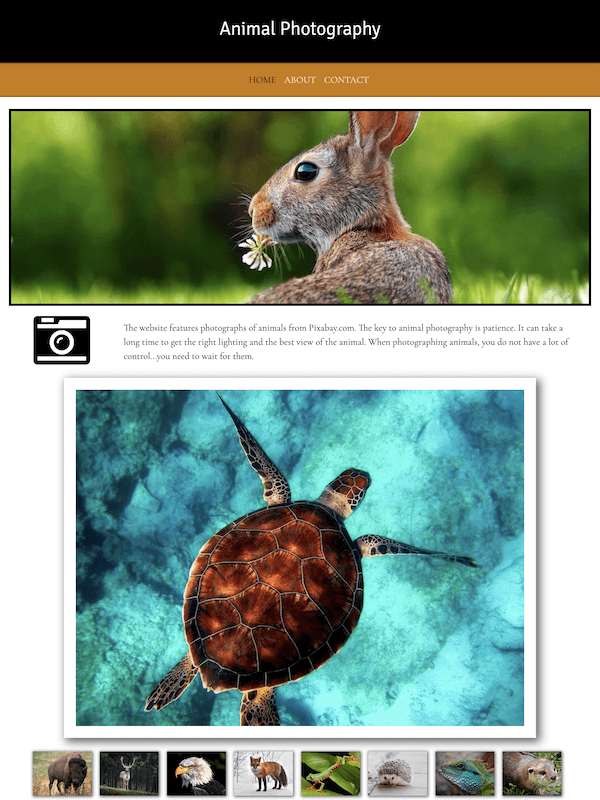 Animal Photography
HOME ABOUT CONTACT
The website features photographs of animals from Pixabay.com. The key to animal photography is patience. It can take a
long time to get the right lighting and the best view of the animal. When photographing animals, you do not have a lot of
control...you need to wait for them.